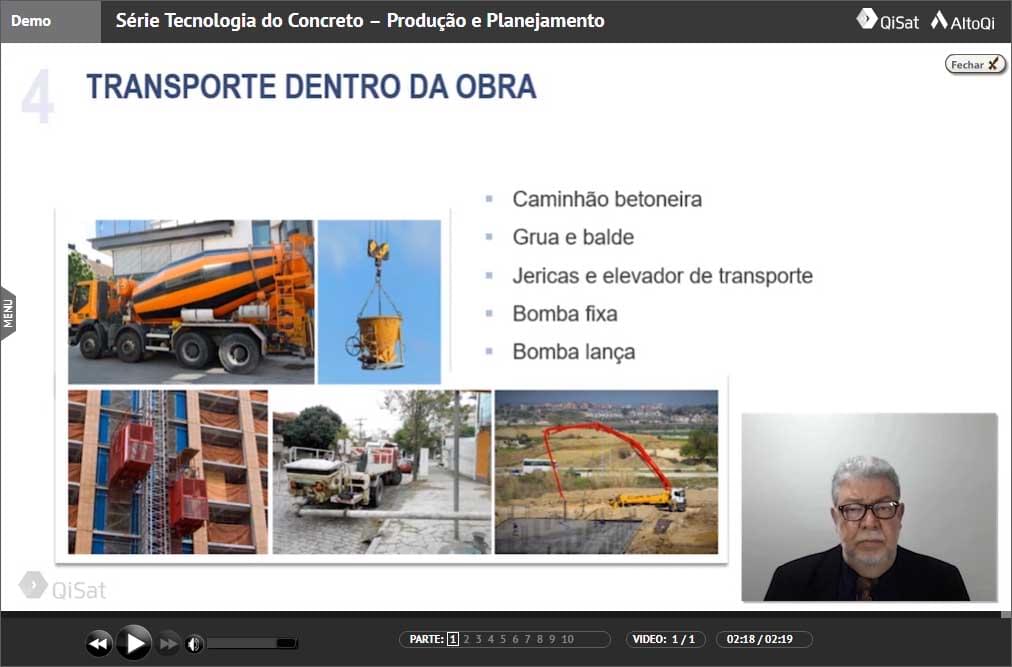 Demo
Série Tecnologia do Concreto – Produção e Planejamento
QiSat
AltoQi
Fechar
4
TRANSPORTE DENTRO DA OBRA
Caminhão betoneira
Grua e balde
Jericas e elevador de transporte
Bomba fixa
Bomba lança
MENU
QiSat
PARTE: 1 2 3 4 5 6 7 8 9 10
VIDEO: 1 / 1
02:18 / 02:19